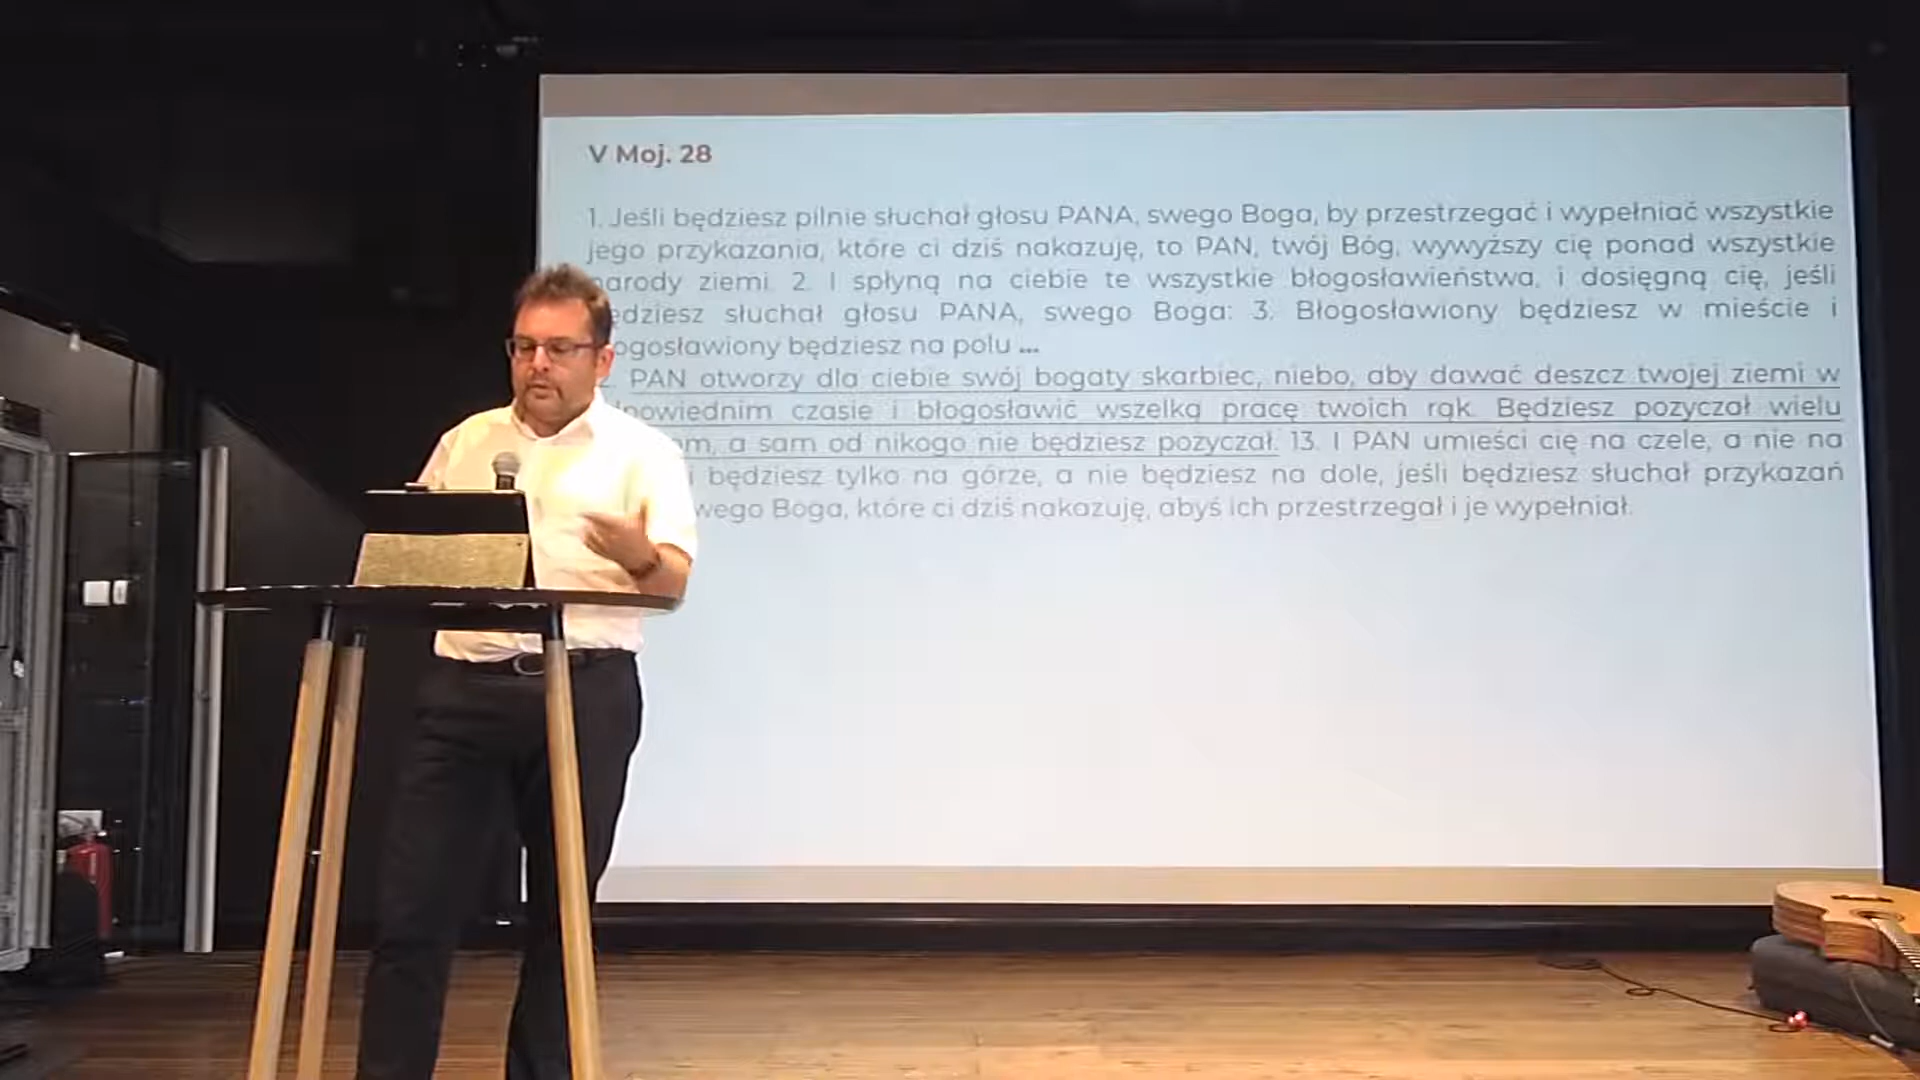 V Moj. 28
1. Jeśli będziesz pilnie słuchał głosu PANA, swego Boga, by przestrzegać i wypełniać wszystkie
jego przykazania, które ci dziś nakazuję, to PAN, twój Bóg, wywyższy cię ponad wszystkie
ziemi. 2. I spłyną na ciebie te wszystkie błogosławieństwa, i dosięgną cię, jeśli
słuchał głosu PANA, swego Boga: 3. Błogosławiony będziesz w mieście i
będziesz na polu ...
PAN otworzy dla ciebie swój bogaty skarbiec, niebo, aby dawać deszcz twojej ziemi w
czasie i błogosławić wszelką pracę twoich rąk. Będziesz pożyczał wielu
a sam od nikogo nie będziesz pożyczał. 13. I PAN umieści cię na czele, a nie na
będziesz tylko na górze, a nie będziesz na dole, jeśli będziesz słuchał przykazań
Boga, które ci dziś nakazuję, abyś ich przestrzegał i je wypełniał.